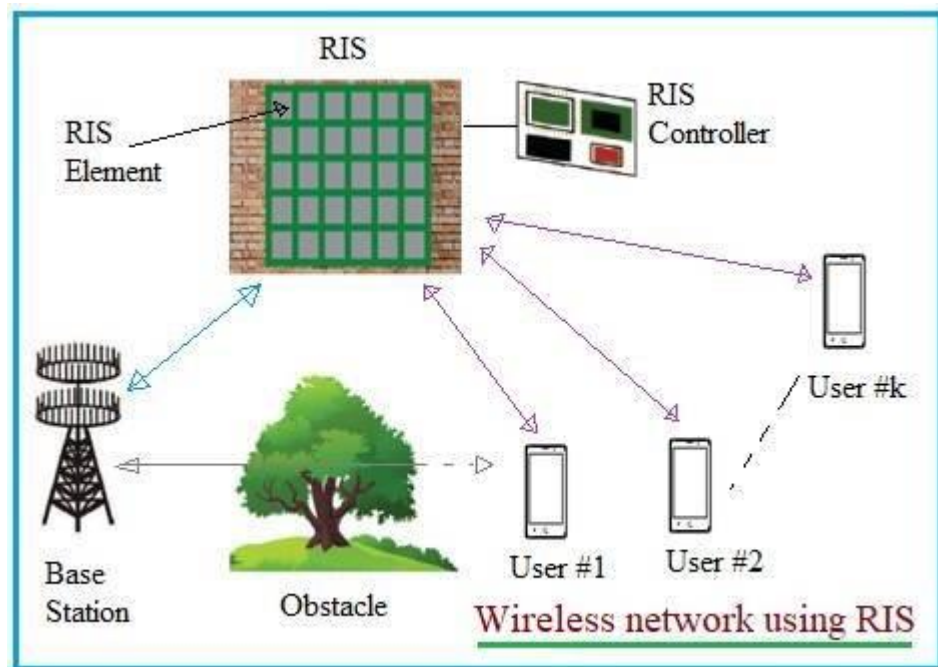 RIS
RIS
Element
RIS
Controller
User #k
User #1
User #2
Base
Station
Obstacle
Wireless network using RIS